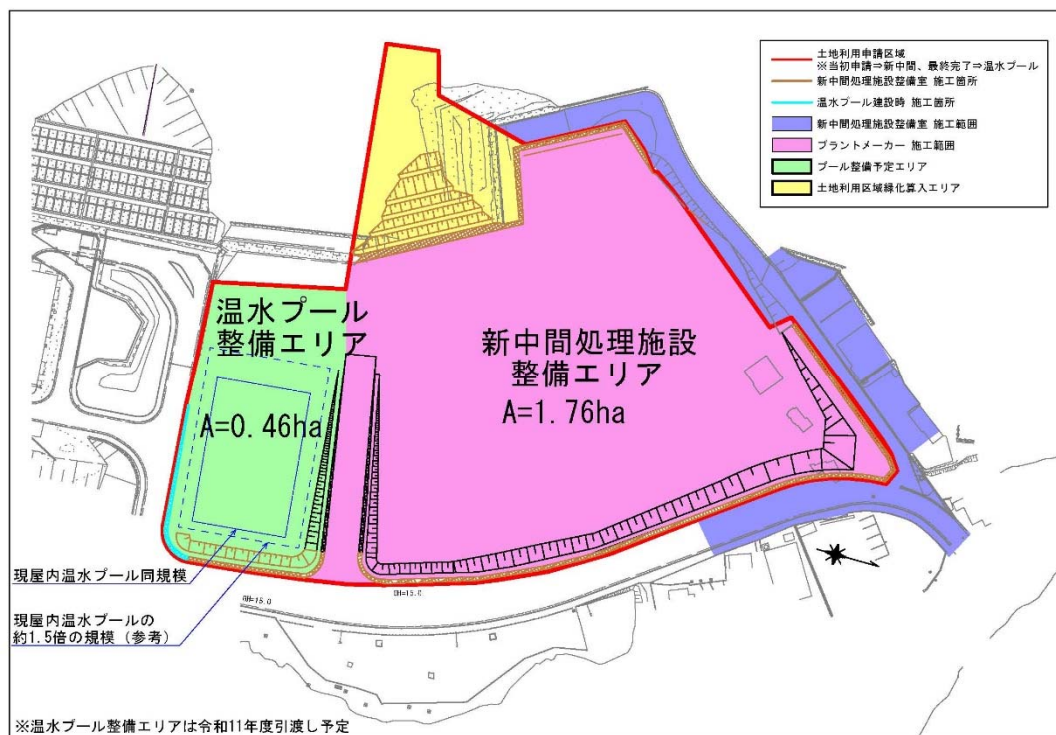 土地利用申請区域
※当初申請⇒新中間、最終完了⇒温水プール
新中間処理施設整備室 施工箇所
温水プール建設時 施工箇所
新中間処理施設整備室 施工範囲
プラントメーカー 施工範囲
プール整備予定エリア
土地利用区域緑化算入エリア
温水プール
整備エリア
A=0.46ha
新中間処理施設
整備エリア
A=1.76ha
現屋内温水プール同規模
現屋内温水プールの
約1.5倍の規模（参考）
DH=15.0
DH=15.0
※温水プール整備エリアは令和11年度引渡し予定